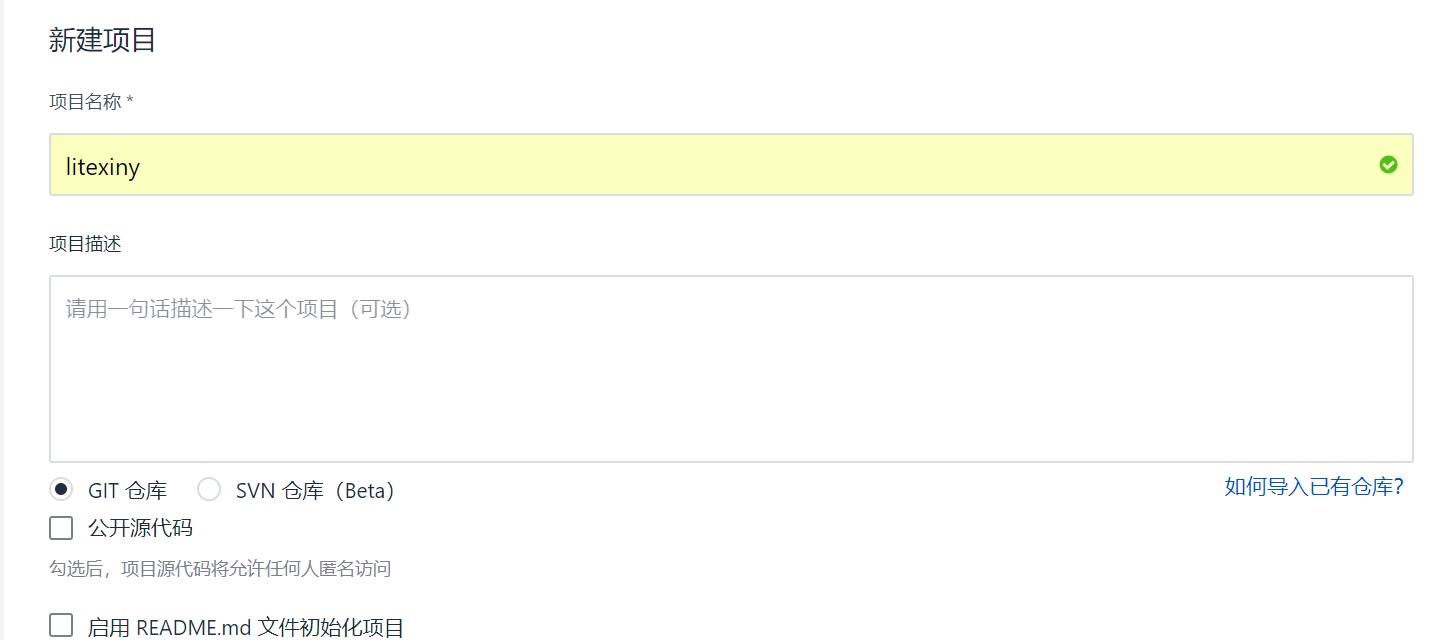 新建项目
项目名称 *
litexiny
项目描述
请用一句话描述一下这个项目（可选）
GIT 仓库 SVN 仓库（Beta） 如何导入已有仓库?
公开源代码
勾选后，项目源代码将允许任何人匿名访问
启用 README.md 文件初始化项目